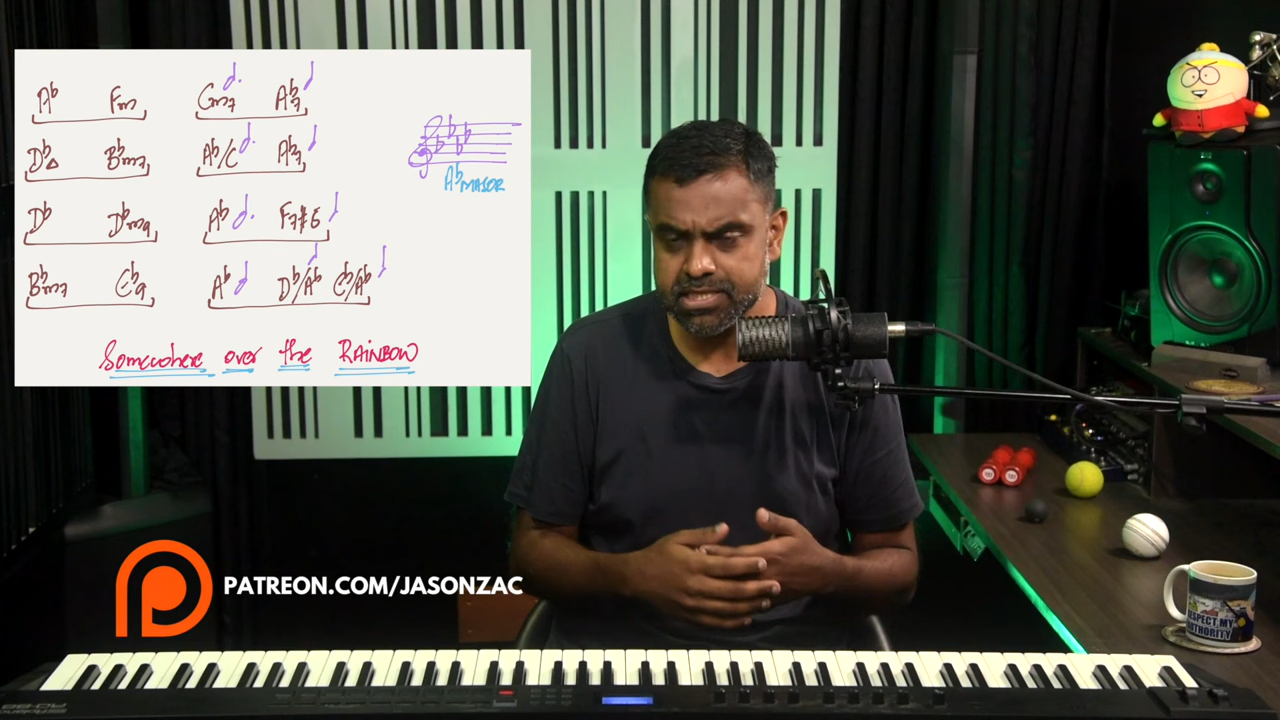 A♭ Fm Cm7 A♭7
D♭△ B♭m7 A♭/C A♭7
D♭ D♭m9 A♭ F7#5
B♭m7 E♭9 A♭ D♭/A♭ E♭/A♭
A♭ MAJOR
Somewhere over the RAINBOW
PATREON.COM/JASONZAC
RESPECT MY
AUTHORITY